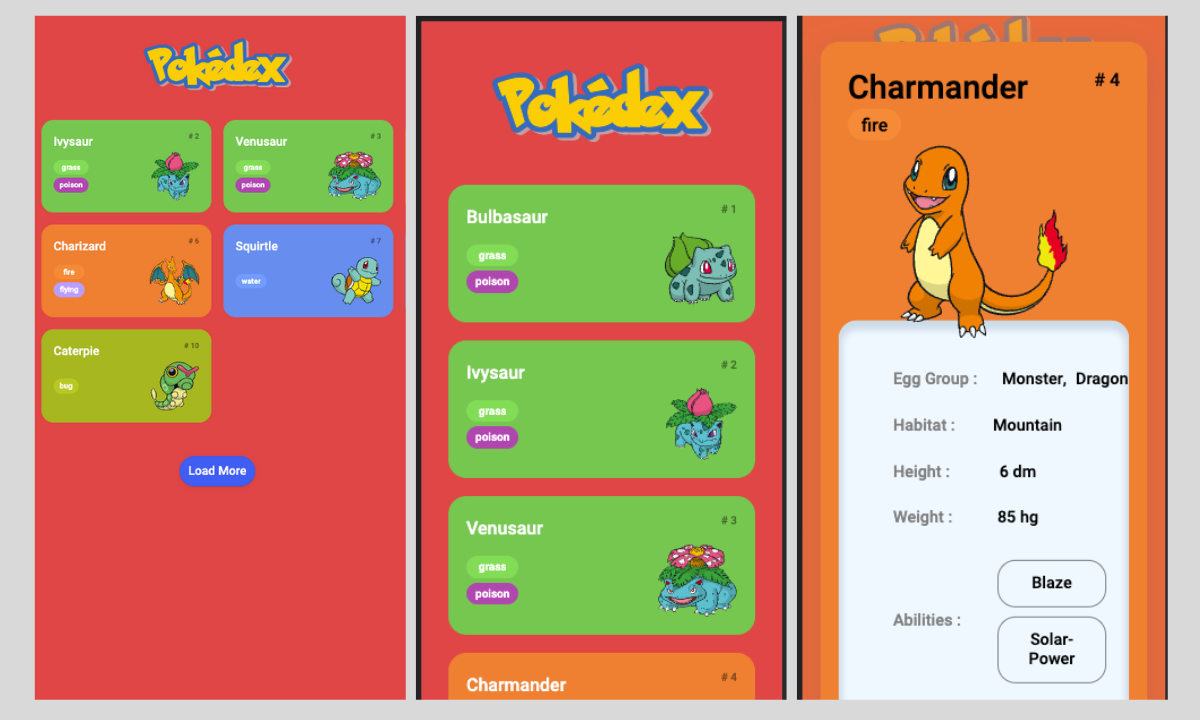 Pokédex
Ivysaur
# 2
grass
poison
Venusaur
# 3
grass
poison
Charizard
# 6
fire
flying
Squirtle
# 7
water
Caterpie
# 10
bug
Load More
Pokédex
Bulbasaur
# 1
grass
poison
Ivysaur
# 2
grass
poison
Venusaur
# 3
grass
poison
Charmander
# 4
Charmander
# 4
fire
Egg Group : Monster, Dragon
Habitat : Mountain
Height : 6 dm
Weight : 85 hg
Abilities :
Blaze
Solar-
Power